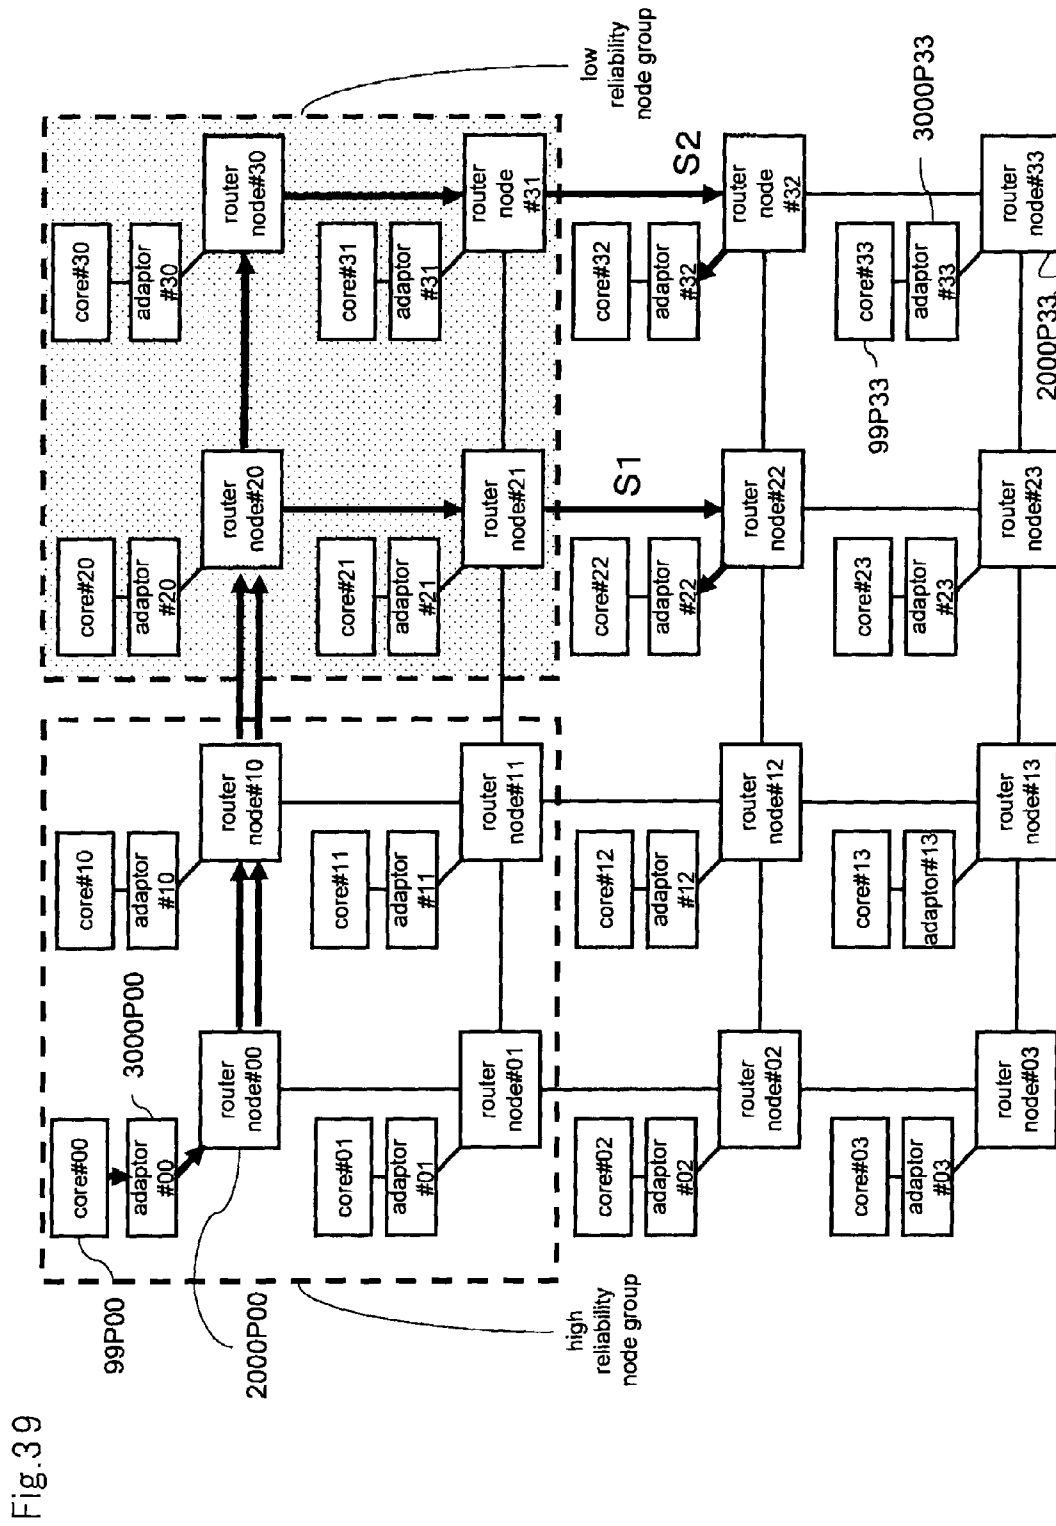 Fig.39
99P00
2000P00
3000P00
high
reliability
node group
low
reliability
node group
core#00
adaptor
#00
router
node#00
core#10
adaptor
#10
router
node#10
core#20
adaptor
#20
router
node#20
core#30
adaptor
#30
router
node#30
core#01
adaptor
#01
router
node#01
core#11
adaptor
#11
router
node#11
core#21
adaptor
#21
router
node#21
core#31
adaptor
#31
router
node
#31
S1
S2
core#02
adaptor
#02
router
node#02
core#12
adaptor
#12
router
node#12
core#22
adaptor
#22
router
node#22
core#32
adaptor
#32
router
node
#32
core#03
adaptor
#03
router
node#03
core#13
adaptor#13
router
node#13
core#23
adaptor
#23
router
node#23
core#33
adaptor
#33
router
node#33
99P33
3000P33
2000P33